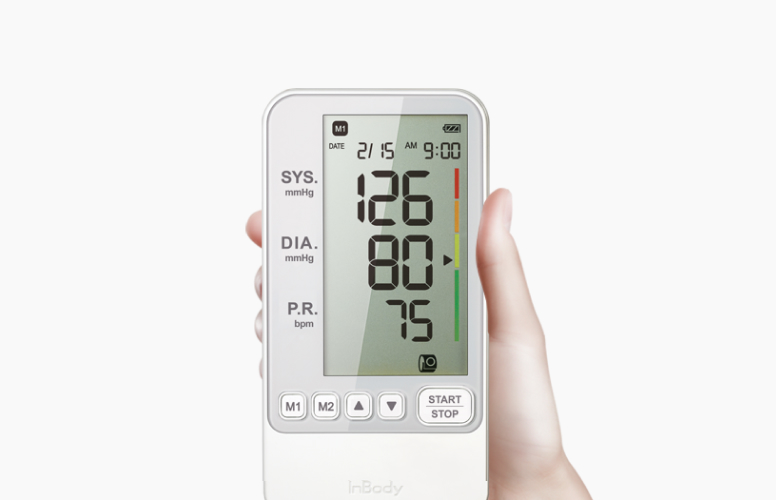 M1
DATE 2/15 AM 9:00
SYS. mmHg 126
DIA. mmHg 80
P.R. bpm 75
M1 M2 ▲ ▼ START STOP
InBody